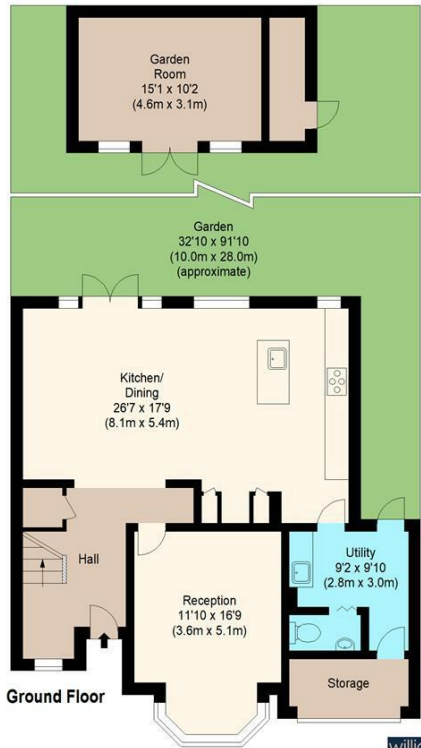 Garden
Room
15'1 x 10'2
(4.6m x 3.1m)
Garden
32'10 x 91'10
(10.0m x 28.0m)
(approximate)
Kitchen/
Dining
26'7 x 17'9
(8.1m x 5.4m)
Hall
Utility
9'2 x 9'10
(2.8m x 3.0m)
Reception
11'10 x 16'9
(3.6m x 5.1m)
Storage
Ground Floor